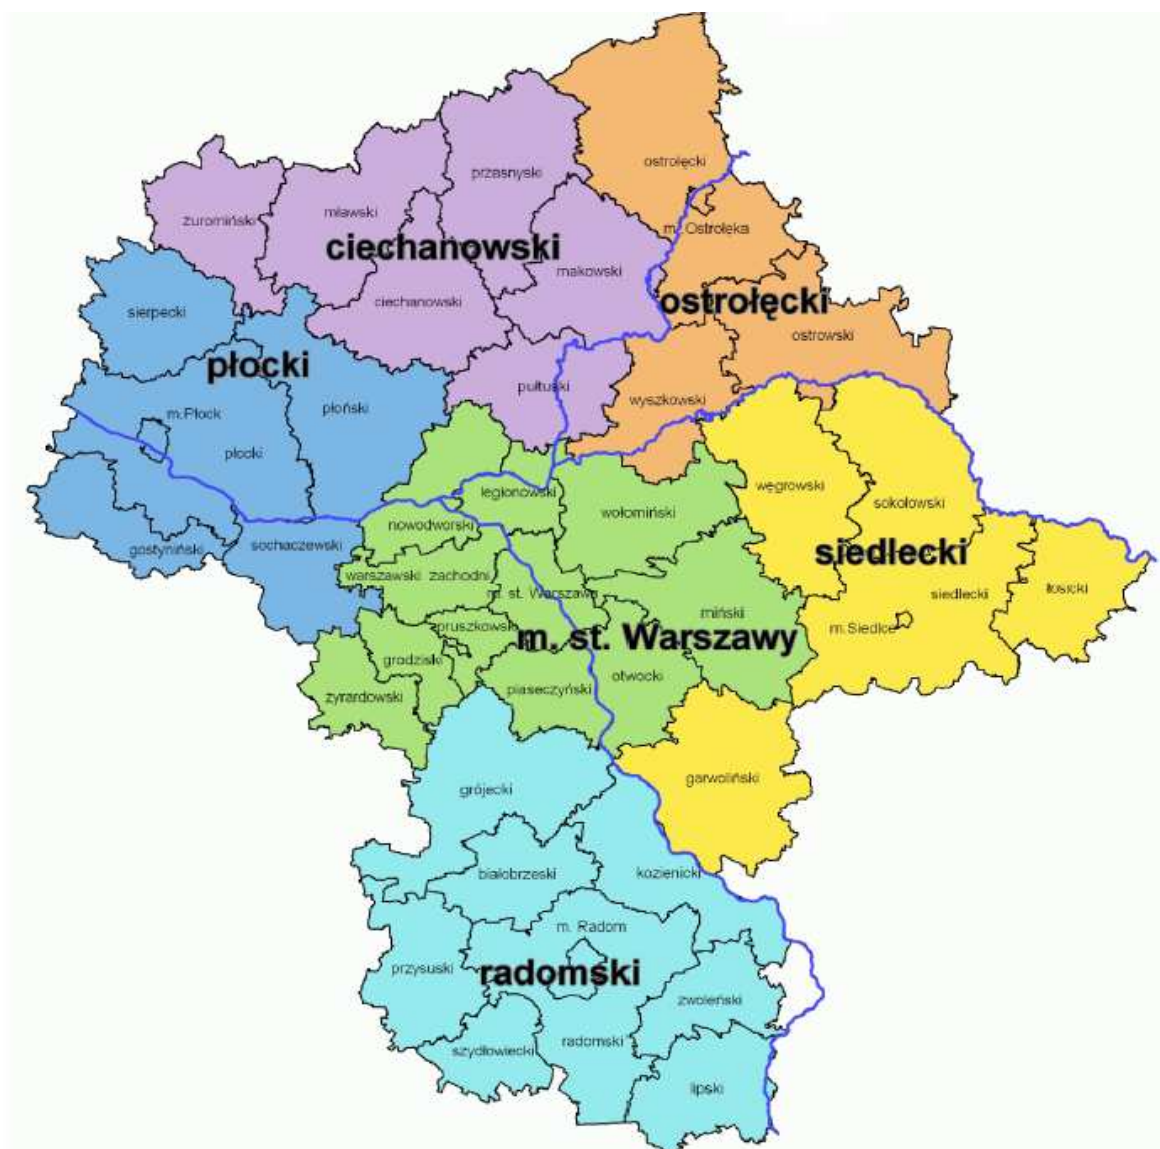 ostrołęcki
przasnyski
mławski
żuromiński
m. Ostrołęka
ciechanowski
makowski
ciechanowski
ostrołęcki
sierpecki
ostrowski
płocki
pułtuski
wyszkowski
m.Płock
płoński
płocki
węgrowski
legionowski
sokołowski
wołomiński
nowodworski
gostyniński
sochaczewski
siedlecki
warszawski zachodni
m. st. Warszawa
siedlecki
łosicki
miński
m.Siedlce
pruszkowski
m. st. Warszawy
grodziski
otwocki
żyrardowski
piaseczyński
garwoliński
grójecki
białobrzeski
kozienicki
m. Radom
przysuski
radomski
zwoleński
szydłowiecki
radomski
lipski